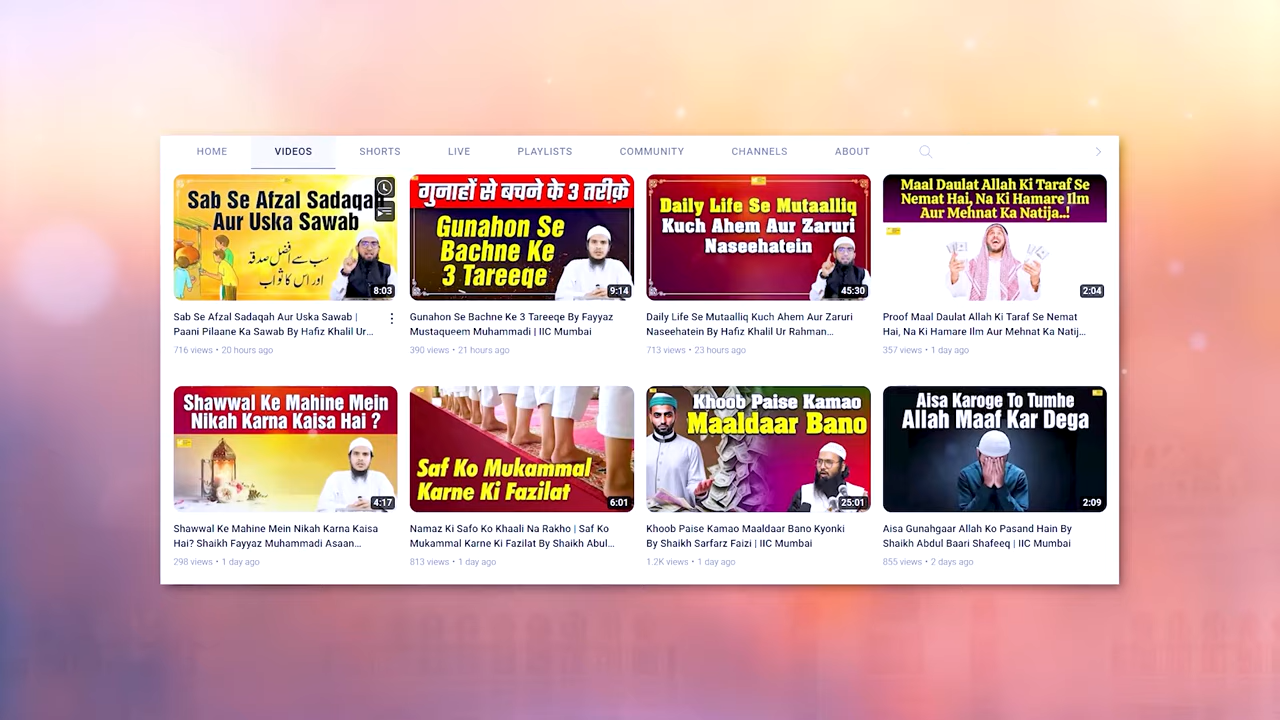 HOME VIDEOS SHORTS LIVE PLAYLISTS COMMUNITY CHANNELS ABOUT
Sab Se Afzal Sadaqah
Aur Uska Sawab
سب سے افضل صدقہ
اور اس کا ثواب
8:03
Sab Se Afzal Sadaqah Aur Uska Sawab |
Paani Pilaane Ka Sawab By Hafiz Khalil Ur...
716 views • 20 hours ago
गुनाहों से बचने के 3 तरीक़े
Gunahon Se
Bachne Ke
3 Tareeqe
9:14
Gunahon Se Bachne Ke 3 Tareeqe By Fayyaz
Mustaqueem Muhammadi | IIC Mumbai
390 views • 21 hours ago
Daily Life Se Mutaalliq
Kuch Ahem Aur Zaruri
Naseehatein
45:30
Daily Life Se Mutaalliq Kuch Ahem Aur Zaruri
Naseehatein By Hafiz Khalil Ur Rahman...
713 views • 23 hours ago
Maal Daulat Allah Ki Taraf Se
Nemat Hai, Na Ki Hamare Ilm
Aur Mehnat Ka Natija..!
2:04
Proof Maal Daulat Allah Ki Taraf Se Nemat
Hai, Na Ki Hamare Ilm Aur Mehnat Ka Natij...
357 views • 1 day ago
Shawwal Ke Mahine Mein
Nikah Karna Kaisa Hai ?
4:17
Shawwal Ke Mahine Mein Nikah Karna Kaisa
Hai? Shaikh Fayyaz Muhammadi Asaan...
298 views • 1 day ago
Saf Ko Mukammal
Karne Ki Fazilat
6:01
Namaz Ki Safo Ko Khaali Na Rakho | Saf Ko
Mukammal Karne Ki Fazilat By Shaikh Abul...
813 views • 1 day ago
Khoob Paise Kamao
Maaldaar Bano
25:01
Khoob Paise Kamao Maaldaar Bano Kyonki
By Shaikh Sarfarz Faizi | IIC Mumbai
1.2K views • 1 day ago
Aisa Karoge To Tumhe
Allah Maaf Kar Dega
2:09
Aisa Gunahgaar Allah Ko Pasand Hain By
Shaikh Abdul Baari Shafeeq | IIC Mumbai
855 views • 2 days ago